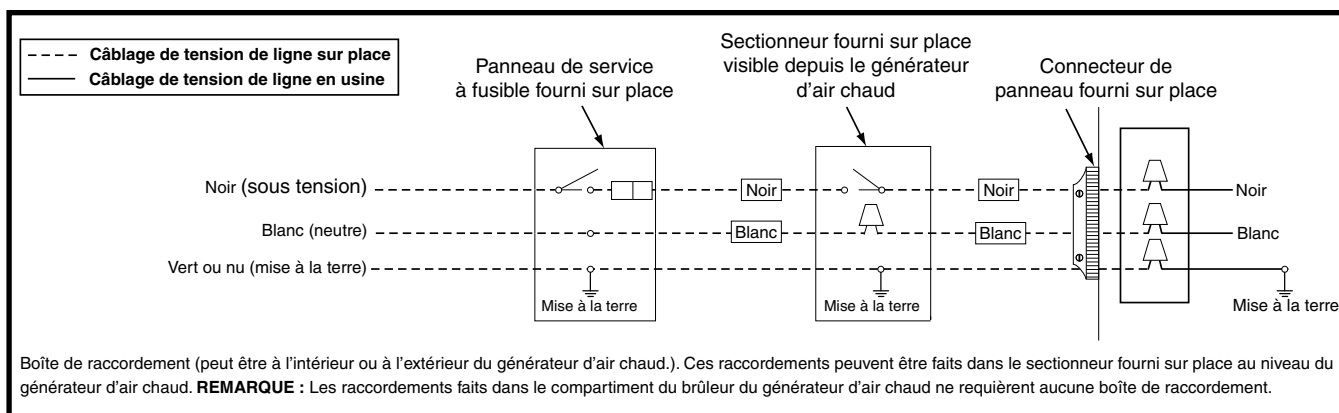 Câblage de tension de ligne sur place
Câblage de tension de ligne en usine
Panneau de service
à fusible fourni sur place
Sectionneur fourni sur place
visible depuis le générateur
d'air chaud
Connecteur de
panneau fourni sur place
Noir (sous tension)
Noir
Noir
Noir
Blanc (neutre)
Blanc
Blanc
Blanc
Vert ou nu (mise à la terre)
Mise à la terre
Mise à la terre
Mise à la terre
Boîte de raccordement (peut être à l'intérieur ou à l'extérieur du générateur d'air chaud.). Ces raccordements peuvent être faits dans le sectionneur fourni sur place au niveau du
générateur d'air chaud. REMARQUE : Les raccordements faits dans le compartiment du brûleur du générateur d'air chaud ne requièrent aucune boîte de raccordement.